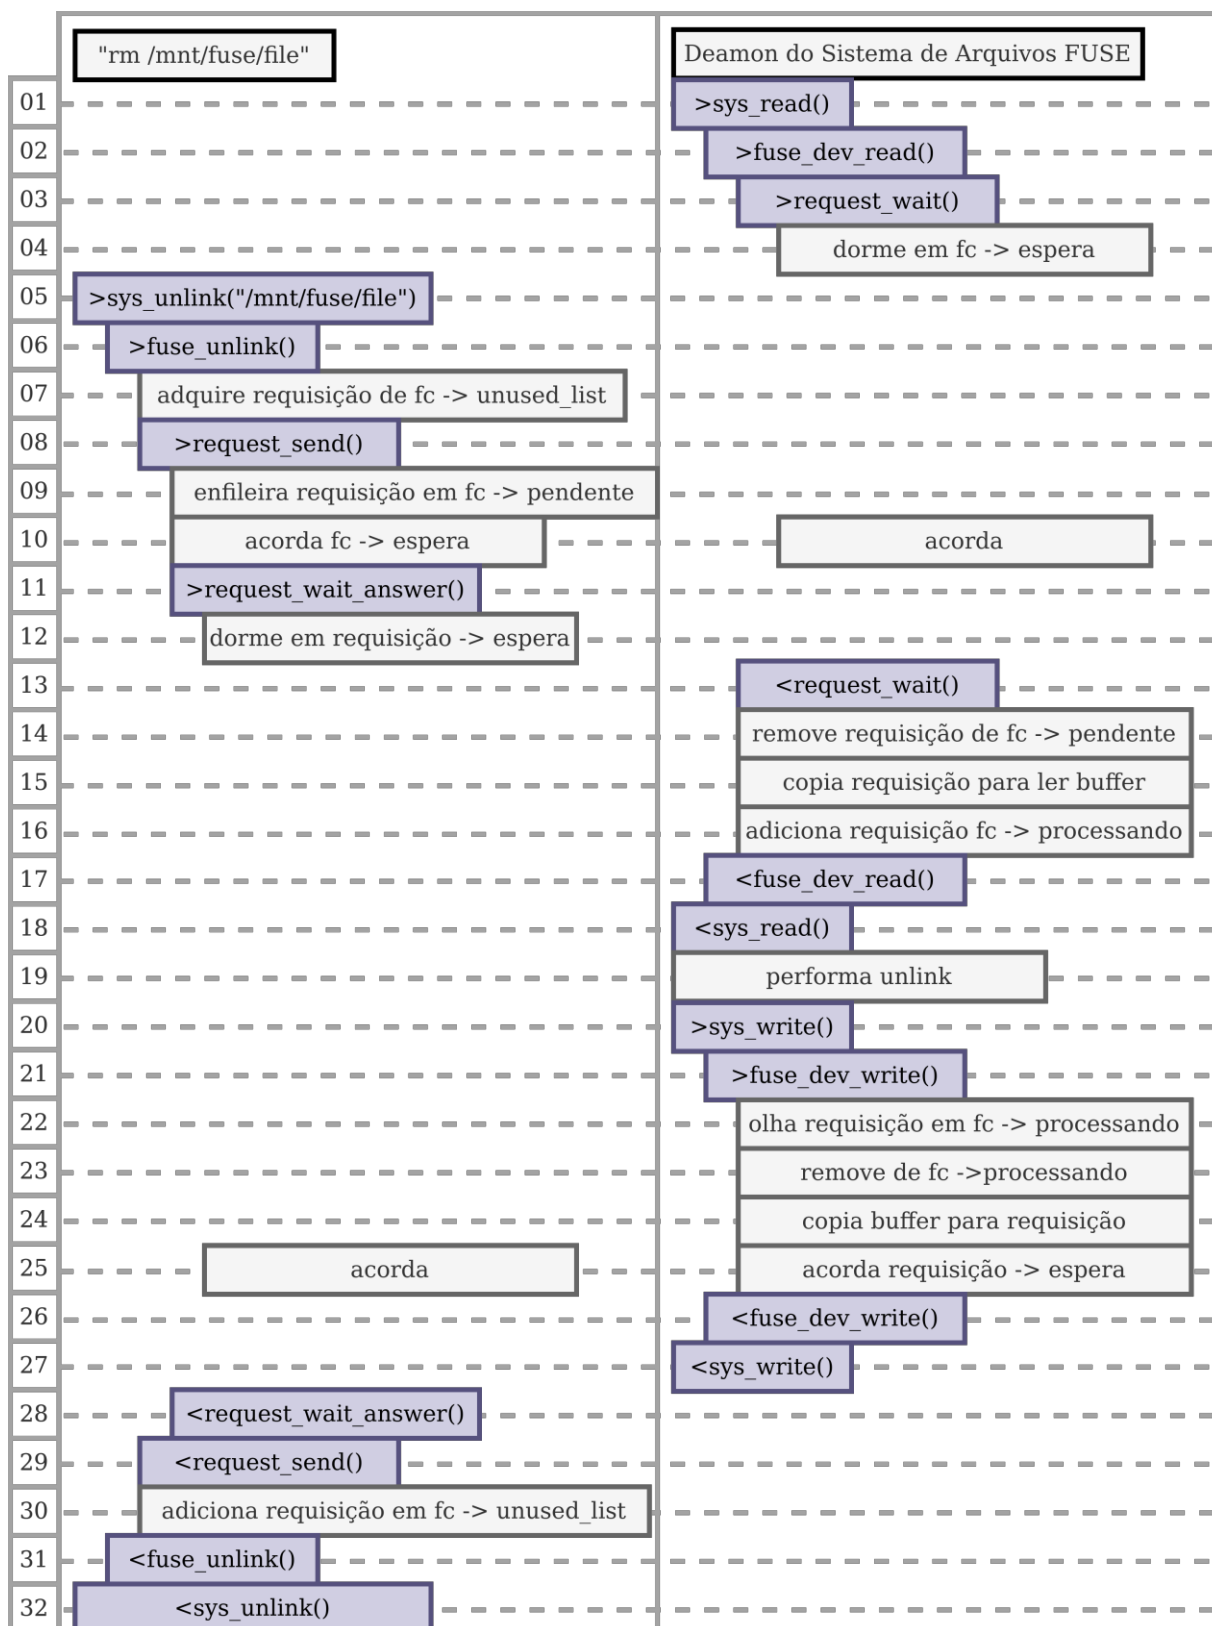 "rm /mnt/fuse/file"
Deamon do Sistema de Arquivos FUSE
01 >sys_read()
02 >fuse_dev_read()
03 >request_wait()
04 dorme em fc -> espera
05 >sys_unlink("/mnt/fuse/file")
06 >fuse_unlink()
07 adquire requisição de fc -> unused_list
08 >request_send()
09 enfileira requisição em fc -> pendente
10 acorda fc -> espera acorda
11 >request_wait_answer()
12 dorme em requisição -> espera
13 <request_wait()
14 remove requisição de fc -> pendente
15 copia requisição para ler buffer
16 adiciona requisição fc -> processando
17 <fuse_dev_read()
18 <sys_read()
19 performa unlink
20 >sys_write()
21 >fuse_dev_write()
22 olha requisição em fc -> processando
23 remove de fc ->processando
24 copia buffer para requisição
25 acorda acorda requisição -> espera
26 <fuse_dev_write()
27 <sys_write()
28 <request_wait_answer()
29 <request_send()
30 adiciona requisição em fc -> unused_list
31 <fuse_unlink()
32 <sys_unlink()